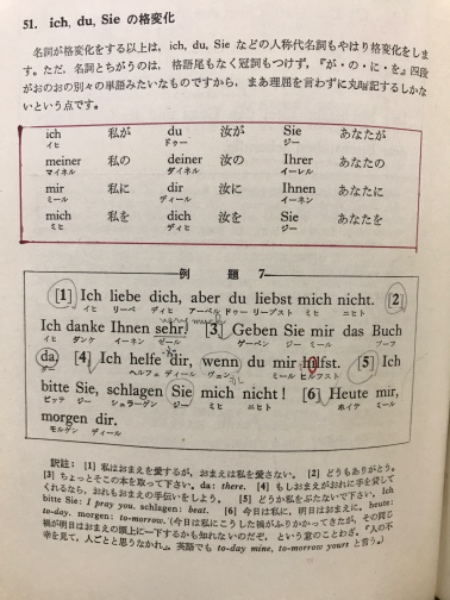 51. ich, du, Sie の格変化
名詞が格変化をする以上は, ich, du, Sie などの人称代名詞もやはり格変化をしま
す。ただ, 名詞とちがうのは, 格語尾もなく冠詞もつけず,『が・の・に・を』四段
がおのおの別々の単語みたいなものですから, まあ理屈を言わずに丸暗記するしかな
いという点です。
ich 私が du 汝が Sie あなたが
イヒ ドゥー ジー
meiner 私の deiner 汝の Ihrer あなたの
マイネル ダイネル イーレル
mir 私に dir 汝に Ihnen あなたに
ミール ディール イーネン
mich 私を dich 汝を Sie あなたを
ミヒ ディヒ ジー
例 題 7
[1] Ich liebe dich, aber du liebst mich nicht. [2]
イヒ リーベ ディヒ アーベル ドゥー リープスト ミヒ ニヒト
very much
Ich danke Ihnen sehr! [3] Geben Sie mir das Buch
イヒ ダンケ イーネン ゼール ゲーベン ジー ミール ブーフ
da. [4] Ich helfe dir, wenn du mir hilfst. [5] Ich
ダー ヘルフェ ディール ヴェン ミール ヒルフスト
bitte Sie, schlagen Sie mich nicht! [6] Heute mir,
ビッテ ジー シュラーゲン ジー ミヒ ニヒト ホイテ ミール
morgen dir.
モルゲン ディール
訳註: [1] 私はおまえを愛するが, おまえは私を愛さない。 [2] どうもありがとう。
[3] ちょっとそこの本を取って下さい。da: there. [4] もしおまえがおれに手を貸して
くれるなら, おれもおまえの手伝いをしよう。 [5] どうか私をぶたないで下さい。Ich
bitte Sie: I pray you. schlagen: beat. [6] 今日は私に, 明日はおまえに。heute:
to-day. morgen: to-morrow. (今日は私にこうした禍がふりかかってきたが, その同じ
禍が明日はおまえの頭上に一下するかも知れないのだぞ, という意のことわざ。『人の不
幸を見て, 人ごとと思うなかれ』。英語でも to-day mine, to-morrow yours と言う。)